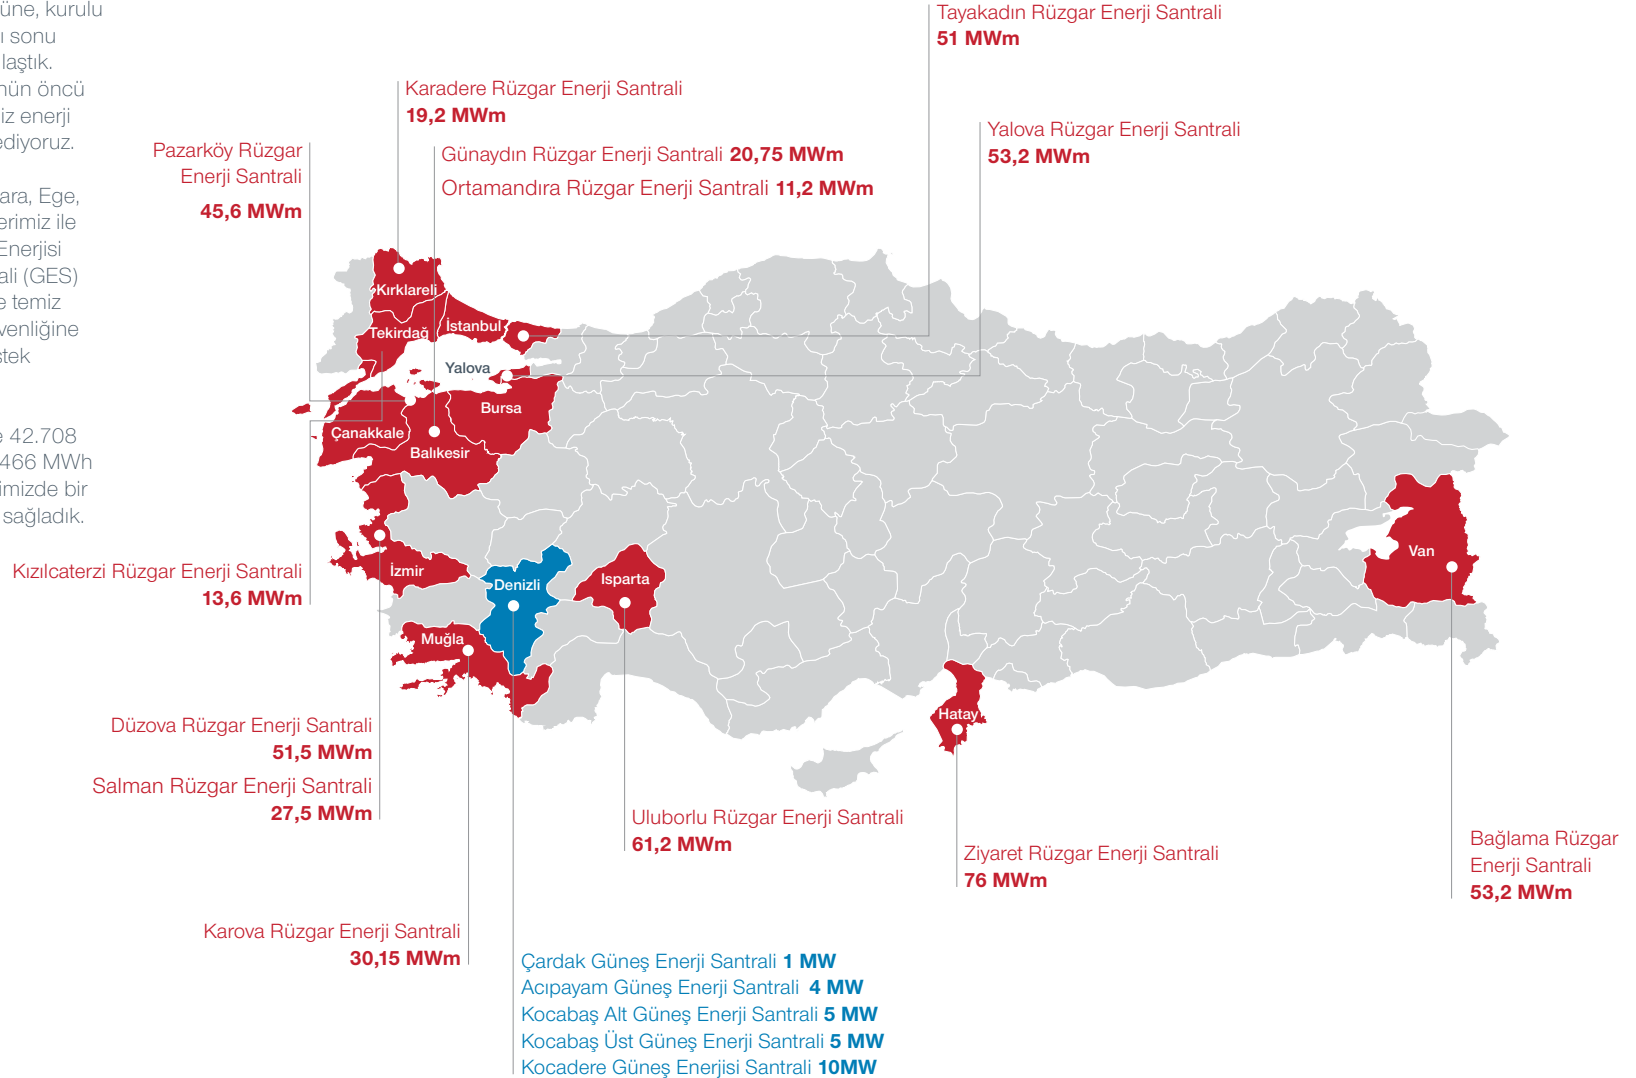 üne, kurulu
ı sonu
laştık.
nün öncü
iz enerji
ediyoruz.
ara, Ege,
erimiz ile
Enerjisi
ali (GES)
e temiz
venliğine
stek
e 42.708
466 MWh
imizde bir
sağladık.
Tayakadın Rüzgar Enerji Santrali
51 MWm
Karadere Rüzgar Enerji Santrali
19,2 MWm
Yalova Rüzgar Enerji Santrali
53,2 MWm
Pazarköy Rüzgar
Enerji Santrali
45,6 MWm
Günaydın Rüzgar Enerji Santrali 20,75 MWm
Ortamandıra Rüzgar Enerji Santrali 11,2 MWm
Kırklareli
Tekirdağ
İstanbul
Yalova
Bursa
Çanakkale
Balıkesir
İzmir
Denizli
Isparta
Muğla
Hatay
Van
Kızılcaterzi Rüzgar Enerji Santrali
13,6 MWm
Düzova Rüzgar Enerji Santrali
51,5 MWm
Salman Rüzgar Enerji Santrali
27,5 MWm
Uluborlu Rüzgar Enerji Santrali
61,2 MWm
Ziyaret Rüzgar Enerji Santrali
76 MWm
Bağlama Rüzgar
Enerji Santrali
53,2 MWm
Karova Rüzgar Enerji Santrali
30,15 MWm
Çardak Güneş Enerji Santrali 1 MW
Acıpayam Güneş Enerji Santrali 4 MW
Kocabaş Alt Güneş Enerji Santrali 5 MW
Kocabaş Üst Güneş Enerji Santrali 5 MW
Kocadere Güneş Enerjisi Santrali 10MW